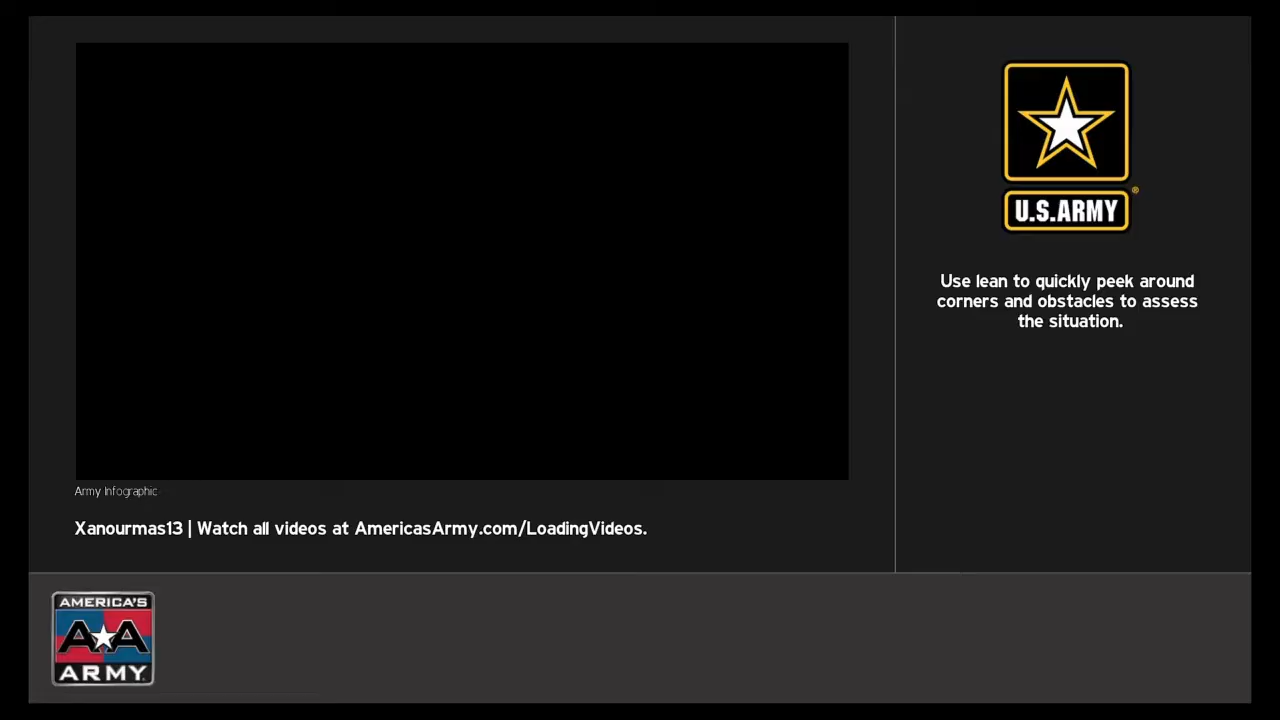 Army Infographic
Xanourmas13 | Watch all videos at AmericasArmy.com/LoadingVideos.
U.S.ARMY
®
Use lean to quickly peek around
corners and obstacles to assess
the situation.
AMERICA'S
AA
ARMY